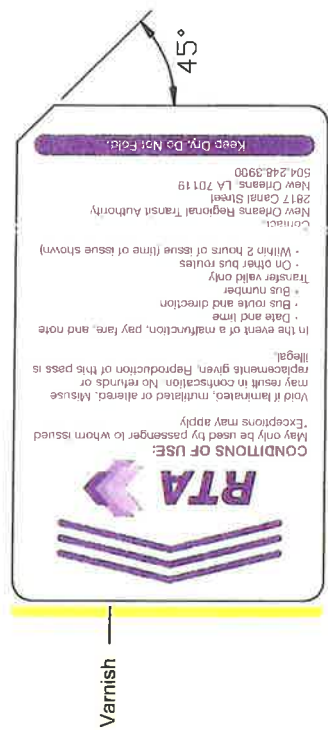 45°
Varnish
RTA
CONDITIONS OF USE:
May only be used by passenger to whom issued
*Exceptions may apply
Void if laminated, mutilated or altered. Misuse
may result in confiscation. No refunds or
replacements given, Reproduction of this pass is
illegal.
In the event of a malfunction, pay fare, and note
· Date and time
· Bus route and direction
· Bus number
Transfer valid only
· On other bus routes
· Within 2 hours of issue (time of issue shown)
Contact:
New Orleans Regional Transit Authority
2817 Canal Street
New Orleans, LA 70119
504.248.3900
Keep Dry. Do Not Fold.